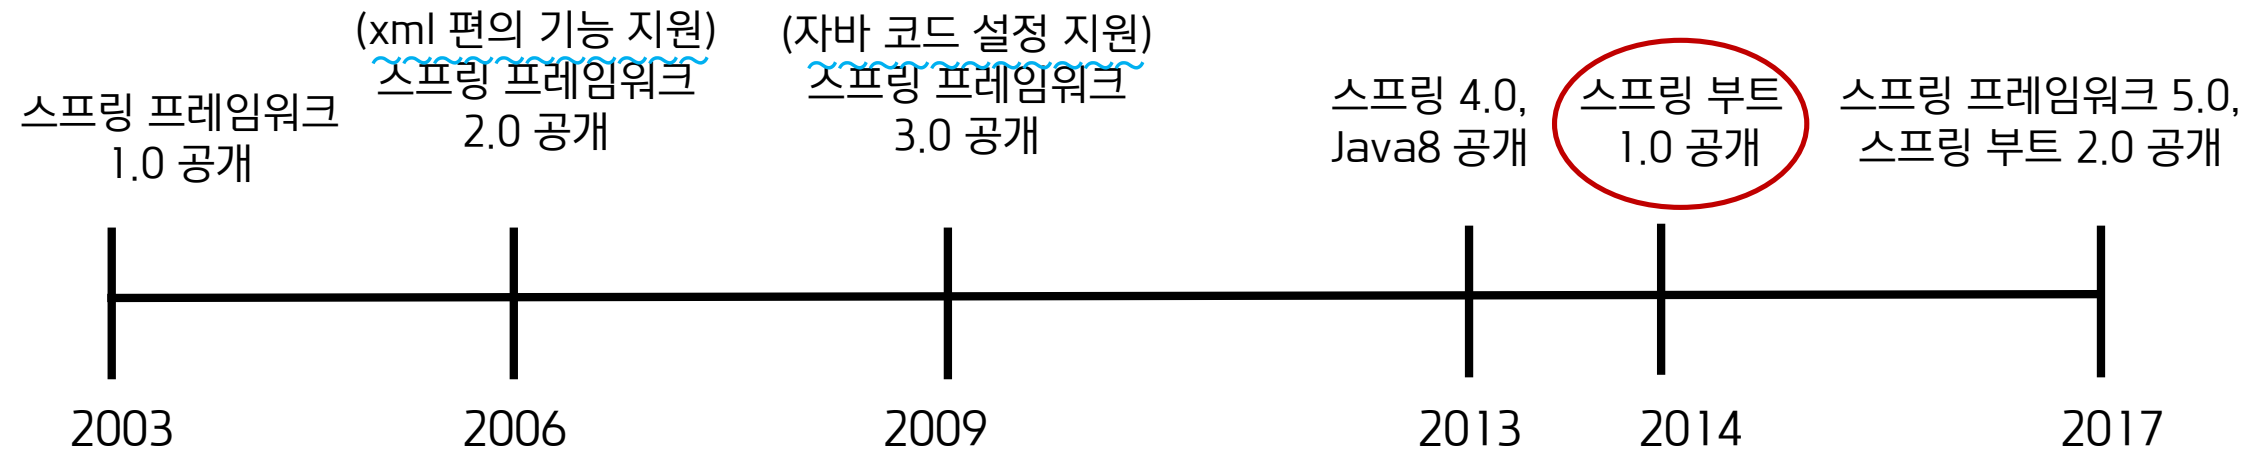 스프링 프레임워크
1.0 공개
(xml 편의 기능 지원)
스프링 프레임워크
2.0 공개
(자바 코드 설정 지원)
스프링 프레임워크
3.0 공개
스프링 4.0,
Java8 공개
스프링 부트
1.0 공개
스프링 프레임워크 5.0,
스프링 부트 2.0 공개
2003
2006
2009
2013
2014
2017